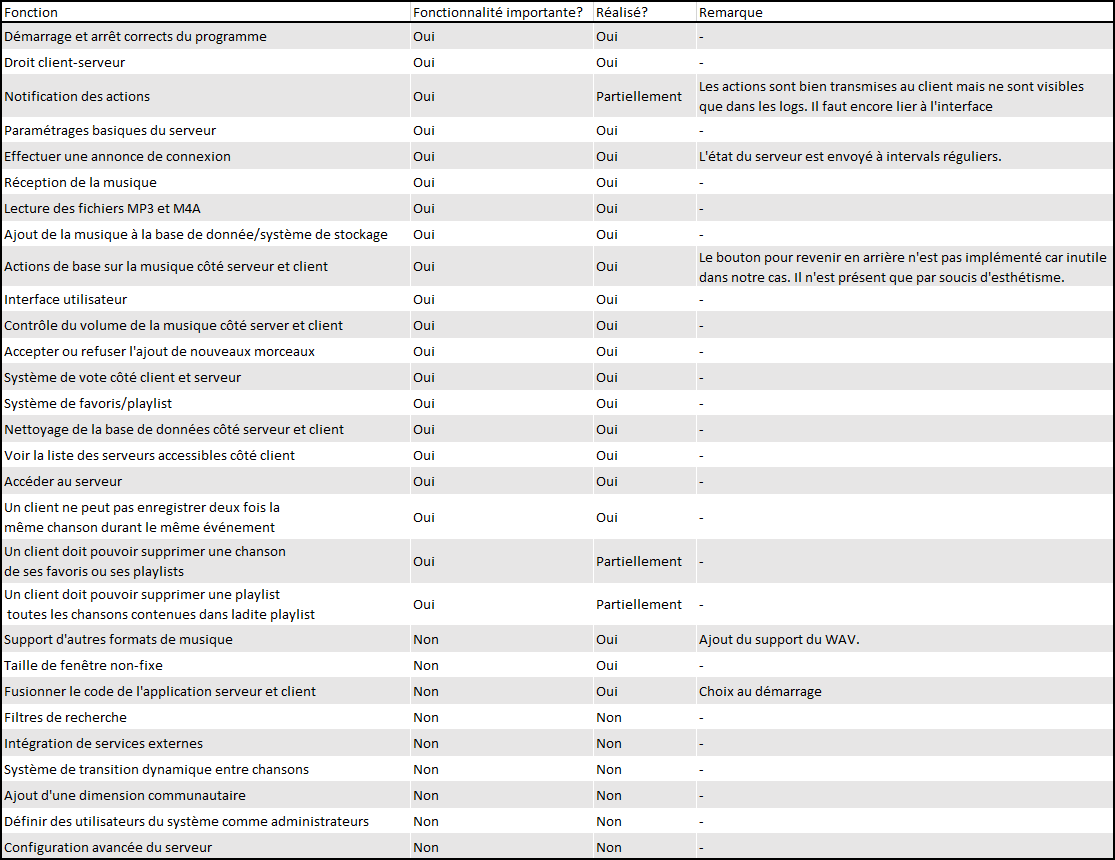 Fonction Fonctionnalité importante? Réalisé? Remarque
Démarrage et arrêt corrects du programme Oui Oui -
Droit client-serveur Oui Oui -
Notification des actions Oui Partiellement Les actions sont bien transmises au client mais ne sont visibles
que dans les logs. Il faut encore lier à l'interface
Paramétrages basiques du serveur Oui Oui -
Effectuer une annonce de connexion Oui Oui L'état du serveur est envoyé à intervals réguliers.
Réception de la musique Oui Oui -
Lecture des fichiers MP3 et M4A Oui Oui -
Ajout de la musique à la base de donnée/système de stockage Oui Oui -
Actions de base sur la musique côté serveur et client Oui Oui Le bouton pour revenir en arrière n'est pas implémenté car inutile
dans notre cas. Il n'est présent que par soucis d'esthétisme.
Interface utilisateur Oui Oui -
Contrôle du volume de la musique côté server et client Oui Oui -
Accepter ou refuser l'ajout de nouveaux morceaux Oui Oui -
Système de vote côté client et serveur Oui Oui -
Système de favoris/playlist Oui Oui -
Nettoyage de la base de données côté serveur et client Oui Oui -
Voir la liste des serveurs accessibles côté client Oui Oui -
Accéder au serveur Oui Oui -
Un client ne peut pas enregistrer deux fois la
même chanson durant le même événement Oui Oui -
Un client doit pouvoir supprimer une chanson
de ses favoris ou ses playlists Oui Partiellement -
Un client doit pouvoir supprimer une playlist
toutes les chansons contenues dans ladite playlist Oui Partiellement -
Support d'autres formats de musique Non Oui Ajout du support du WAV.
Taille de fenêtre non-fixe Non Oui -
Fusionner le code de l'application serveur et client Non Oui Choix au démarrage
Filtres de recherche Non Non -
Intégration de services externes Non Non -
Système de transition dynamique entre chansons Non Non -
Ajout d'une dimension communautaire Non Non -
Définir des utilisateurs du système comme administrateurs Non Non -
Configuration avancée du serveur Non Non -